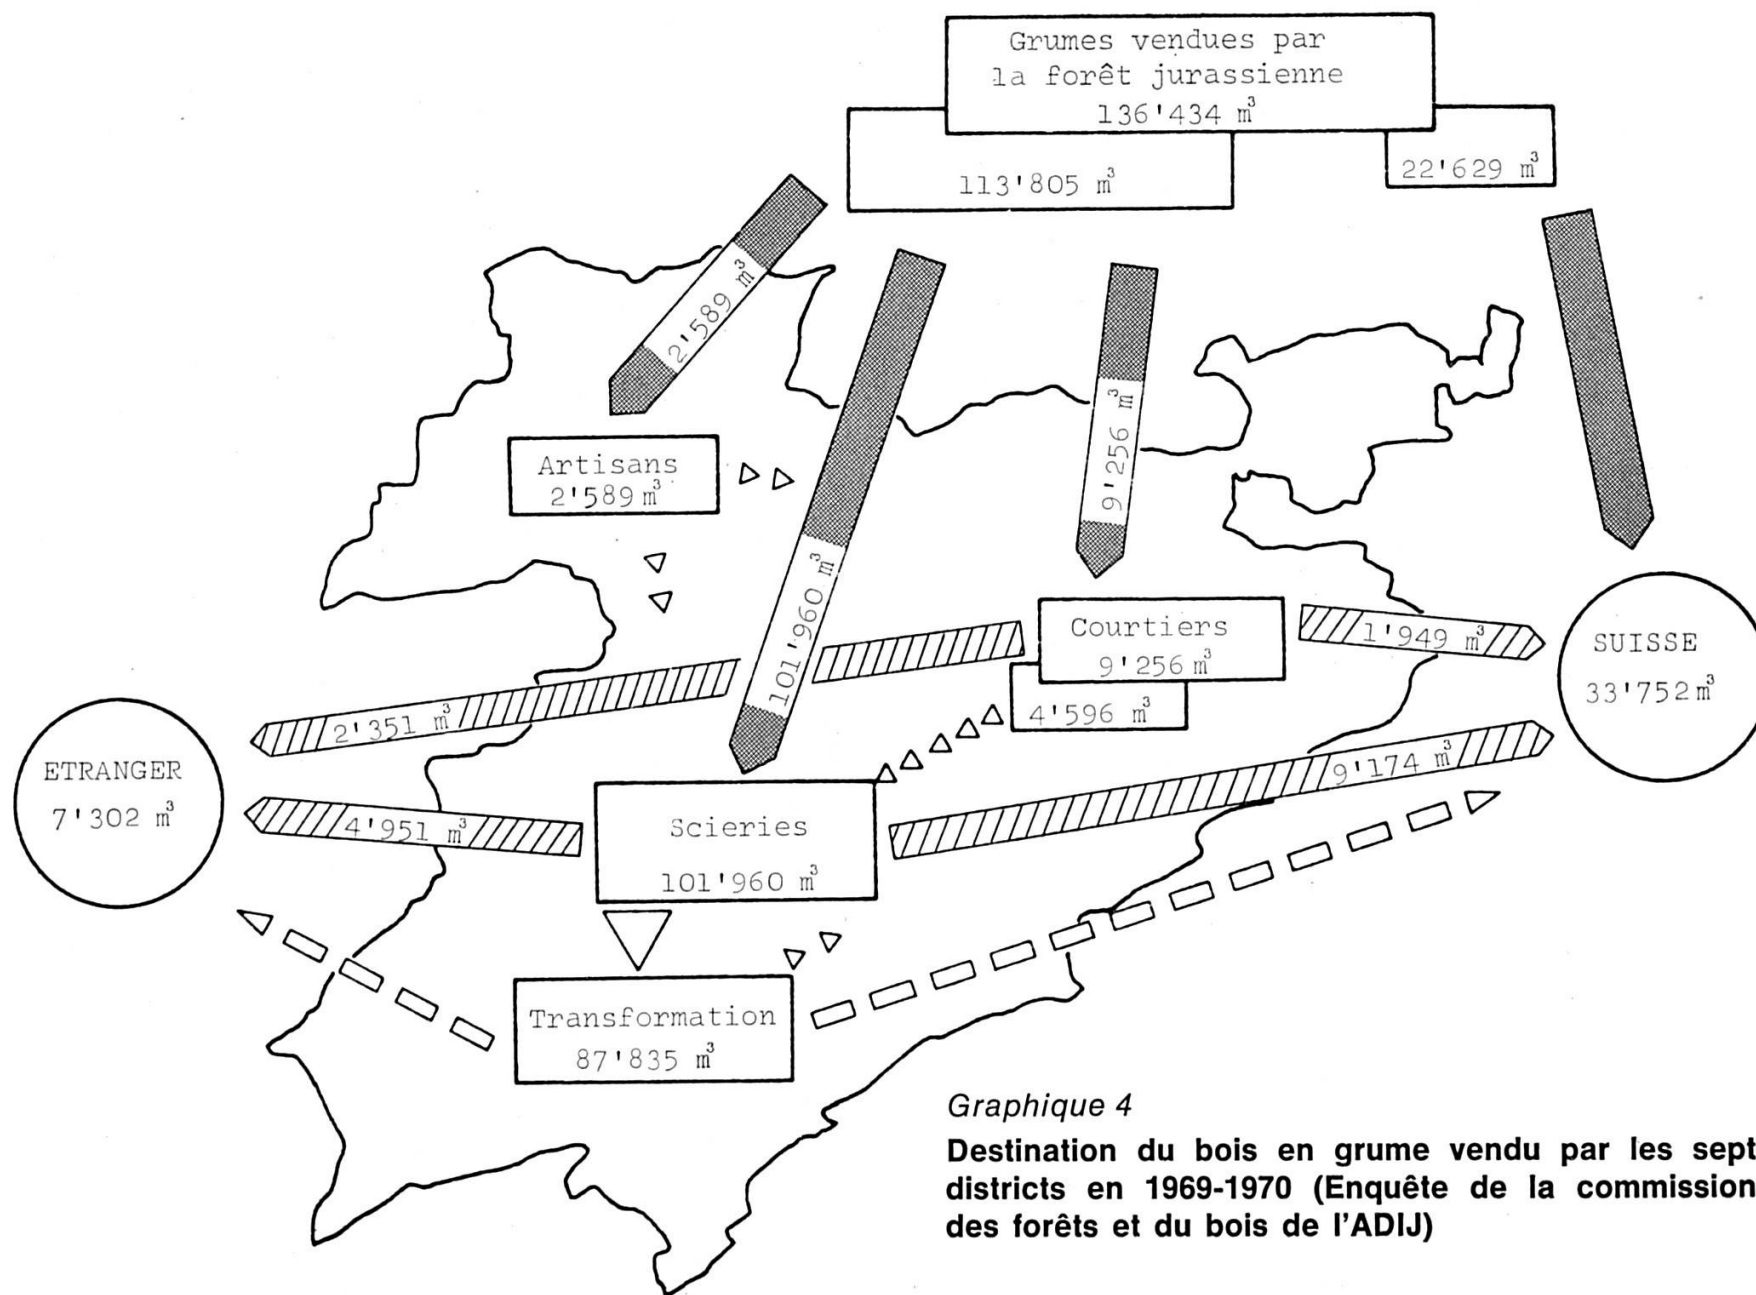 Grumes vendues par
la forêt jurassienne
136'434 m³
113'805 m³
22'629 m³
2'589 m³
101'960 m³
9'256 m³
Artisans
2'589 m³
Courtiers
9'256 m³
4'596 m³
1'949 m³
SUISSE
33'752 m³
2'351 m³
ETRANGER
7'302 m³
4'951 m³
Scieries
101'960 m³
9'174 m³
Transformation
87'835 m³
Graphique 4
Destination du bois en grume vendu par les sept
districts en 1969-1970 (Enquête de la commission
des forêts et du bois de l'ADIJ)